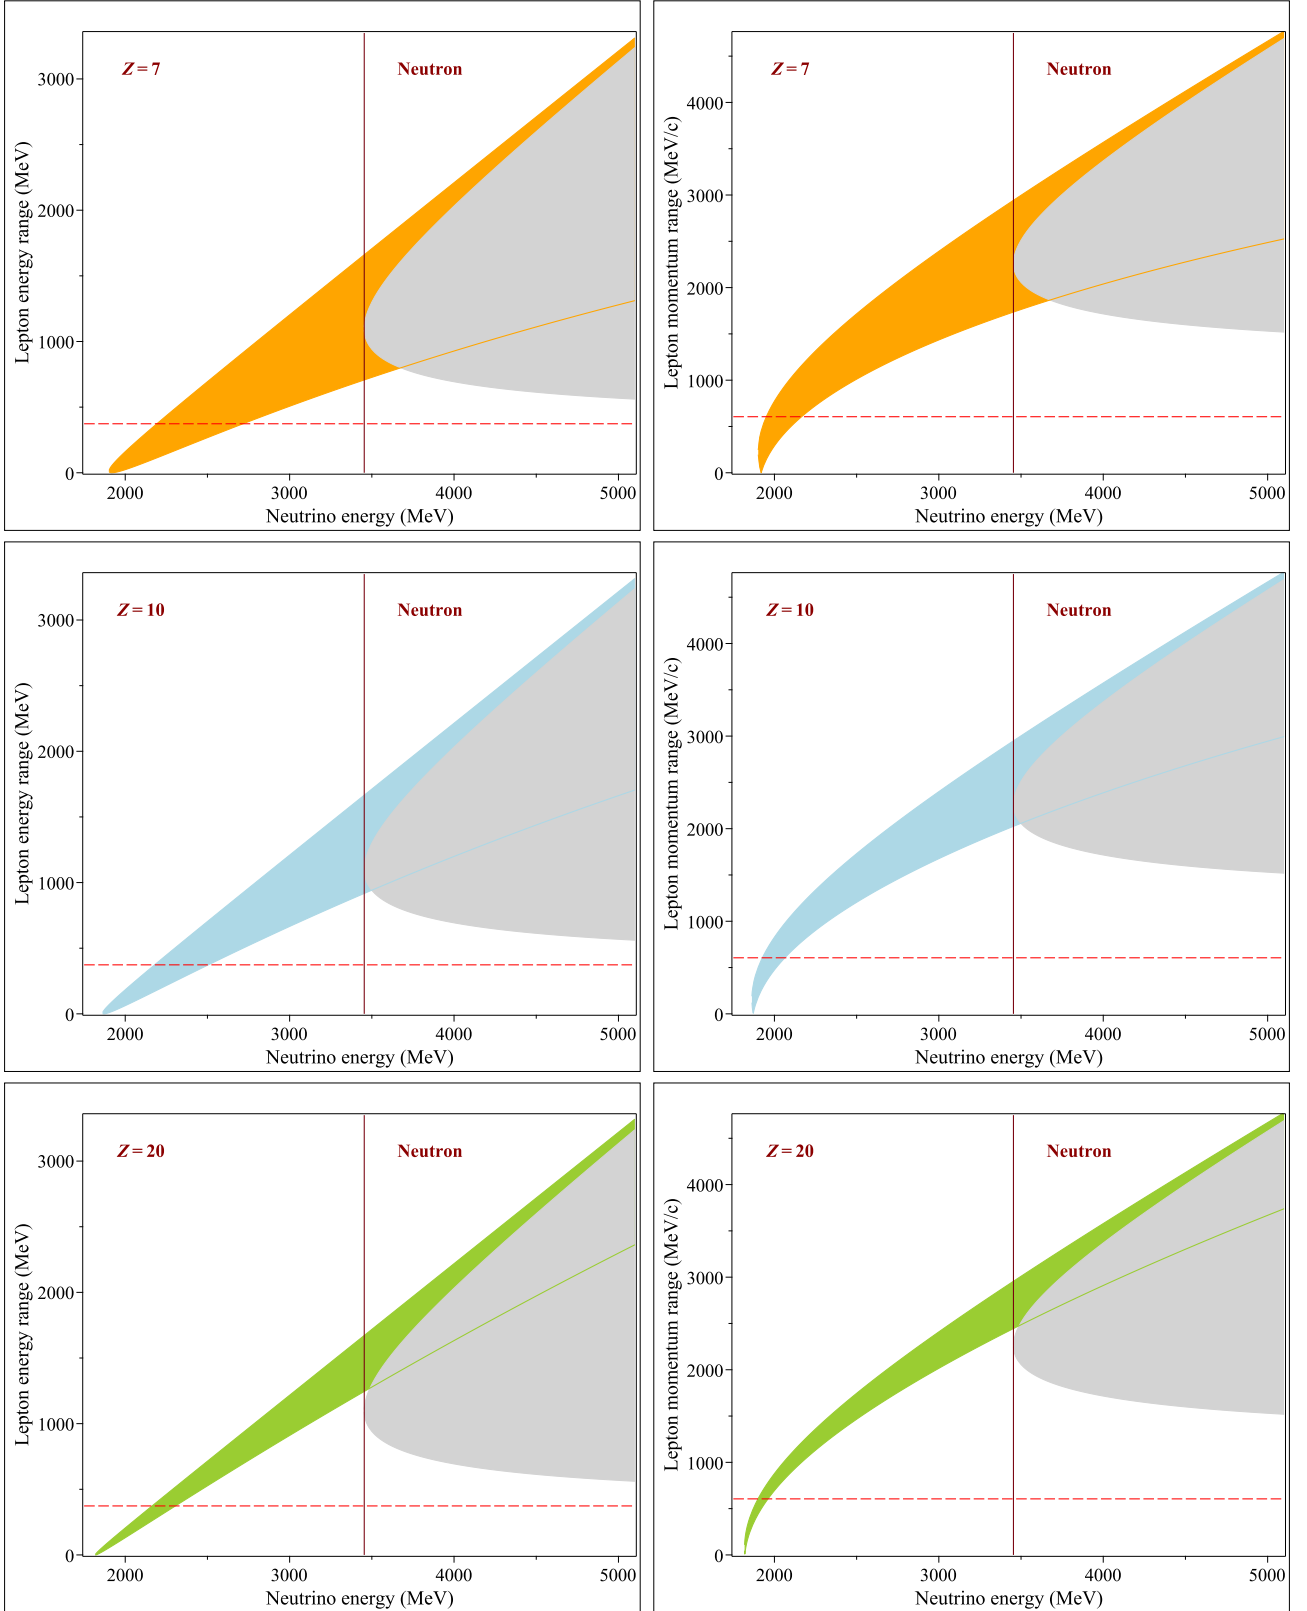 Z = 7
Neutron
Lepton energy range (MeV)
3000
2000
1000
0
2000 3000 4000 5000
Neutrino energy (MeV)
Z = 7
Neutron
Lepton momentum range (MeV/c)
4000
3000
2000
1000
0
2000 3000 4000 5000
Neutrino energy (MeV)
Z = 10
Neutron
Lepton energy range (MeV)
3000
2000
1000
0
2000 3000 4000 5000
Neutrino energy (MeV)
Z = 10
Neutron
Lepton momentum range (MeV/c)
4000
3000
2000
1000
0
2000 3000 4000 5000
Neutrino energy (MeV)
Z = 20
Neutron
Lepton energy range (MeV)
3000
2000
1000
0
2000 3000 4000 5000
Neutrino energy (MeV)
Z = 20
Neutron
Lepton momentum range (MeV/c)
4000
3000
2000
1000
0
2000 3000 4000 5000
Neutrino energy (MeV)